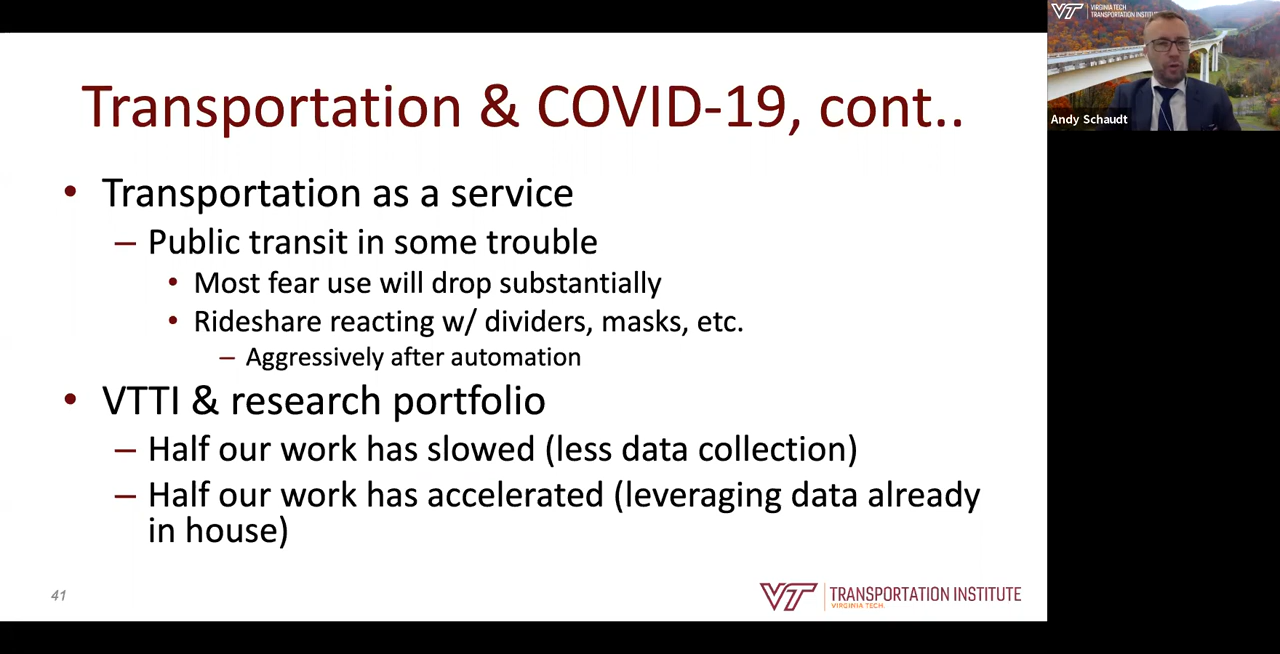 Transportation & COVID-19, cont..
• Transportation as a service
– Public transit in some trouble
• Most fear use will drop substantially
• Rideshare reacting w/ dividers, masks, etc.
– Aggressively after automation
• VTTI & research portfolio
– Half our work has slowed (less data collection)
– Half our work has accelerated (leveraging data already
in house)
41
VT TRANSPORTATION INSTITUTE
VIRGINIA TECH.
VT VIRGINIA TECH
TRANSPORTATION INSTITUTE
Andy Schaudt